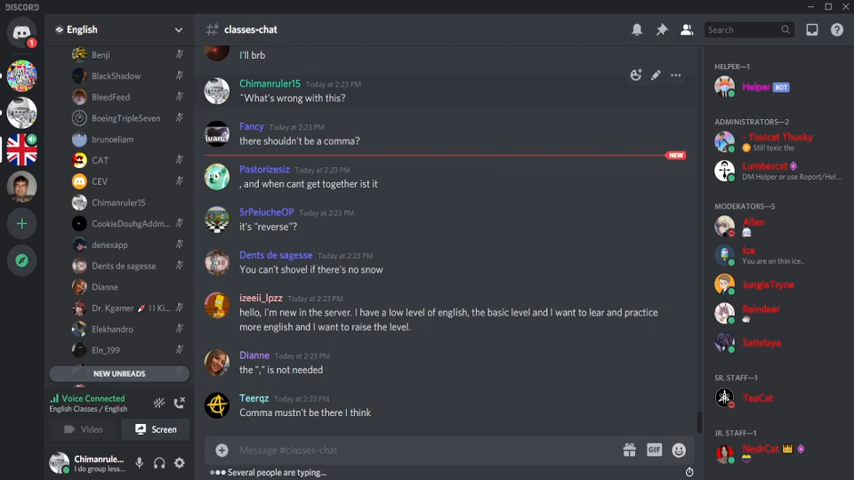 DISCORD
English
classes-chat
Search
Benji
BlackShadow
BleedFeed
BoeingTripleSeven
brunoeliam
CAT
CEV
Chimanruler15
CookieDouhgAddm...
denexapp
Dents de sagesse
Dianne
Dr. Kgamer
Elekhandro
Eln_199
NEW UNREADS
Voice Connected
English Classes / English
Video
Screen
Chimanrule...
I do group less...
I'll brb
Chimanruler15 Today at 2:23 PM
"What's wrong with this?
Fancy Today at 2:23 PM
there shouldn't be a comma?
NEW
Pastorizesiz Today at 2:23 PM
, and when cant get together ist it
SrPelucheOP Today at 2:23 PM
it's "reverse"?
Dents de sagesse Today at 2:23 PM
You can't shovel if there's no snow
izeeii_lpzz Today at 2:23 PM
hello, I'm new in the server. I have a low level of english, the basic level and I want to lear and practice
more english and I want to raise the level.
Dianne Today at 2:23 PM
the "," is not needed
Teerqz Today at 2:23 PM
Comma mustn't be there I think
Message #classes-chat
GIF
Several people are typing...
HELPER—1
Helper BOT
ADMINISTRATORS—2
Toxicat Thusky
Still toxic tho
Lambercat
DM Helper or use Report/Hel...
MODERATORS—5
Allen
Ice
You are on thin ice..
JungleTryne
Reindeer
Satisfaya
SR. STAFF—1
TeaCat
JR. STAFF—1
NeshCat